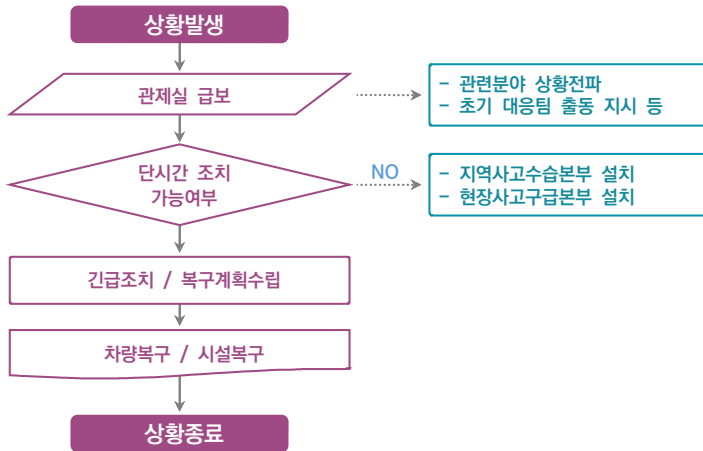 상황발생
관제실 급보
- 관련분야 상황전파
- 초기 대응팀 출동 지시 등
단시간 조치
가능여부
NO
- 지역사고수습본부 설치
- 현장사고구급본부 설치
긴급조치 / 복구계획수립
차량복구 / 시설복구
상황종료